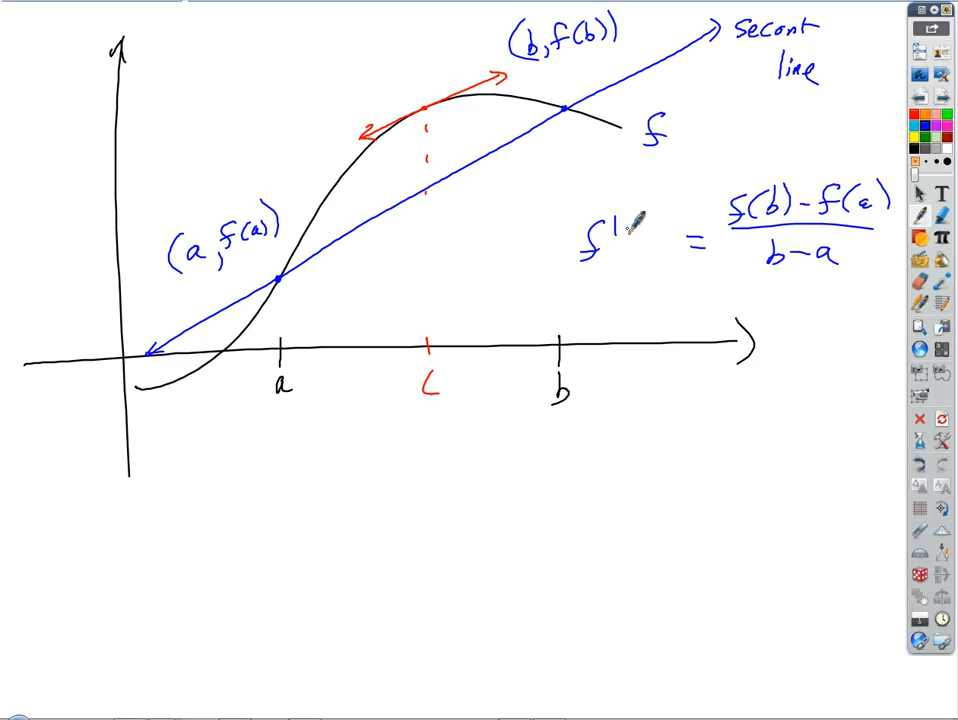 (b, f(b))
secant
line
f
(a, f(a))
f' = f(b) - f(a)
b - a
a
c
b
T
π
A
A A